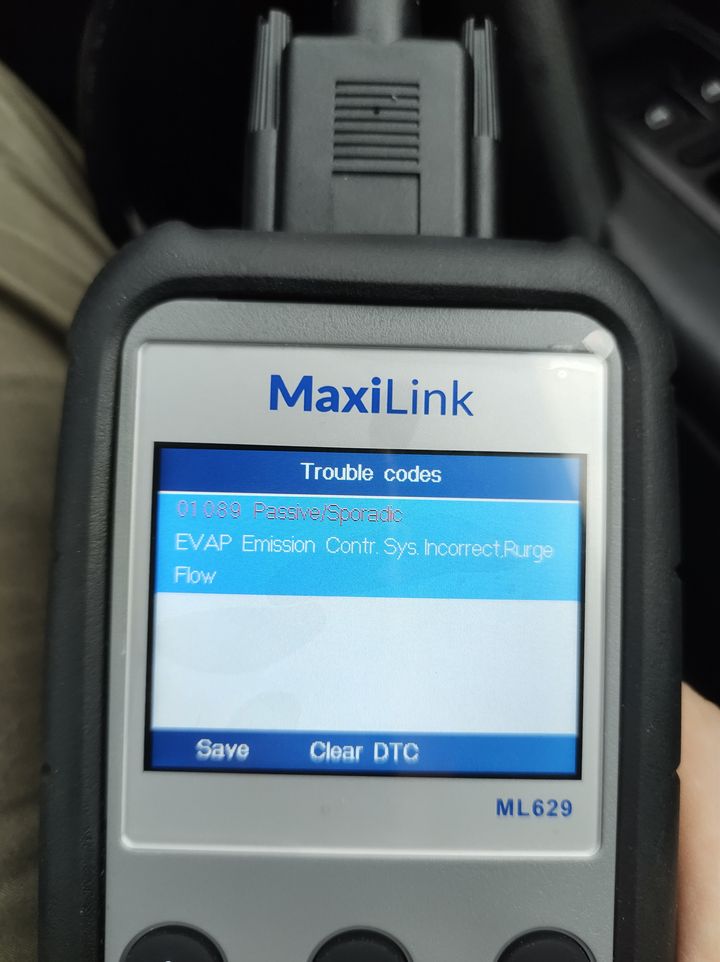 MaxiLink
Trouble codes
01089 Passive/Sporadic
EVAP Emission Contr. Sys. Incorrect.Rurge
Flow
Save Clear DTC
ML629